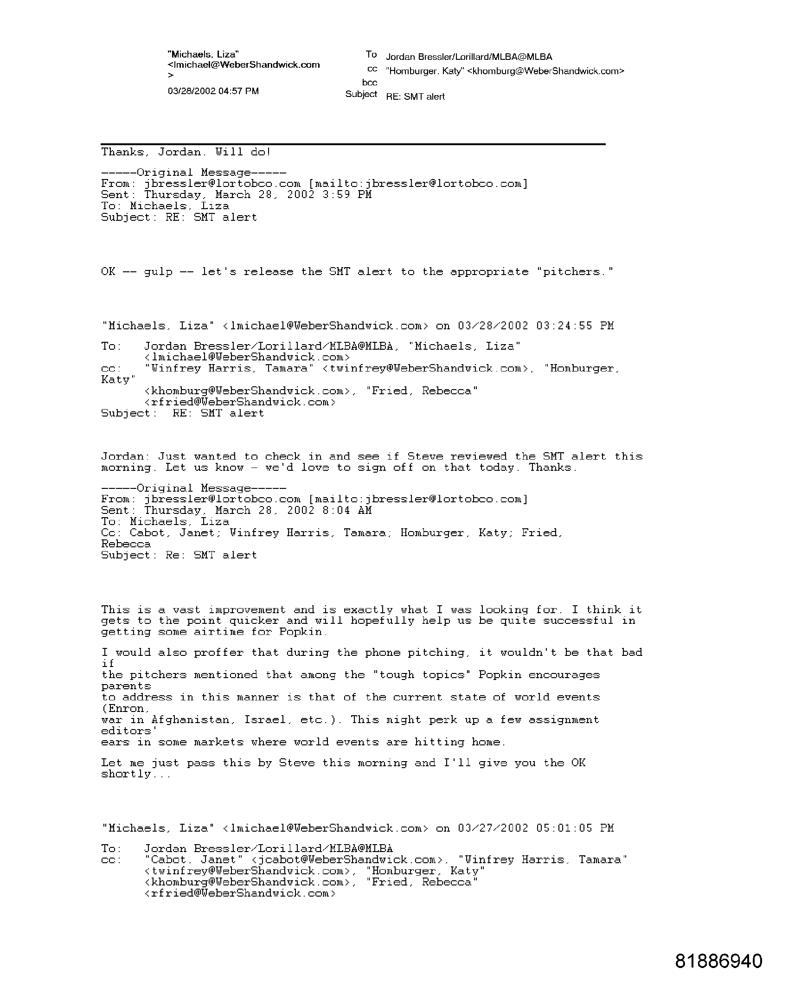 "Michaels, Liza"
<lmichael@WeberShandwick.com
>
03/28/2002 04:57 PM
To Jordan Bressler/Lorillard/MLBA@MLBA
cc "Homburger, Katy" <khomburg@WeberShandwick.com>
bcc
Subject RE: SMT alert
Thanks, Jordan. Will do!
-----Original Message-----
From: jbressler@lortobco.com [mailto:jbressler@lortobco.com]
Sent: Thursday, March 28, 2002 3:59 PM
To: Michaels, Liza
Subject: RE: SMT alert
OK -- gulp -- let's release the SMT alert to the appropriate "pitchers."
"Michaels, Liza" <lmichael@WeberShandwick.com> on 03/28/2002 03:24:55 PM
To: Jordan Bressler/Lorillard/MLBA@MLBA, "Michaels, Liza"
<lmichael@WeberShandwick.com>
cc: "Winfrey Harris, Tamara" <twinfrey@WeberShandwick.com>, "Homburger,
Katy"
<khomburg@WeberShandwick.com>, "Fried, Rebecca"
<rfried@WeberShandwick.com>
Subject: RE: SMT alert
Jordan: Just wanted to check in and see if Steve reviewed the SMT alert this
morning. Let us know - we'd love to sign off on that today. Thanks.
-----Original Message-----
From: jbressler@lortobco.com [mailto:jbressler@lortobco.com]
Sent: Thursday, March 28, 2002 8:04 AM
To: Michaels, Liza
Cc: Cabot, Janet; Winfrey Harris, Tamara; Homburger, Katy; Fried,
Rebecca
Subject: Re: SMT alert
This is a vast improvement and is exactly what I was looking for. I think it
gets to the point quicker and will hopefully help us be quite successful in
getting some airtime for Popkin.
I would also proffer that during the phone pitching, it wouldn't be that bad
if
the pitchers mentioned that among the "tough topics" Popkin encourages
parents
to address in this manner is that of the current state of world events
(Enron,
war in Afghanistan, Israel, etc.). This might perk up a few assignment
editors'
ears in some markets where world events are hitting home.
Let me just pass this by Steve this morning and I'll give you the OK
shortly...
"Michaels, Liza" <lmichael@WeberShandwick.com> on 03/27/2002 05:01:05 PM
To: Jordan Bressler/Lorillard/MLBA@MLBA
cc: "Cabot, Janet" <jcabot@WeberShandwick.com>, "Winfrey Harris, Tamara"
<twinfrey@WeberShandwick.com>, "Homburger, Katy"
<khomburg@WeberShandwick.com>, "Fried, Rebecca"
<rfried@WeberShandwick.com>
81886940